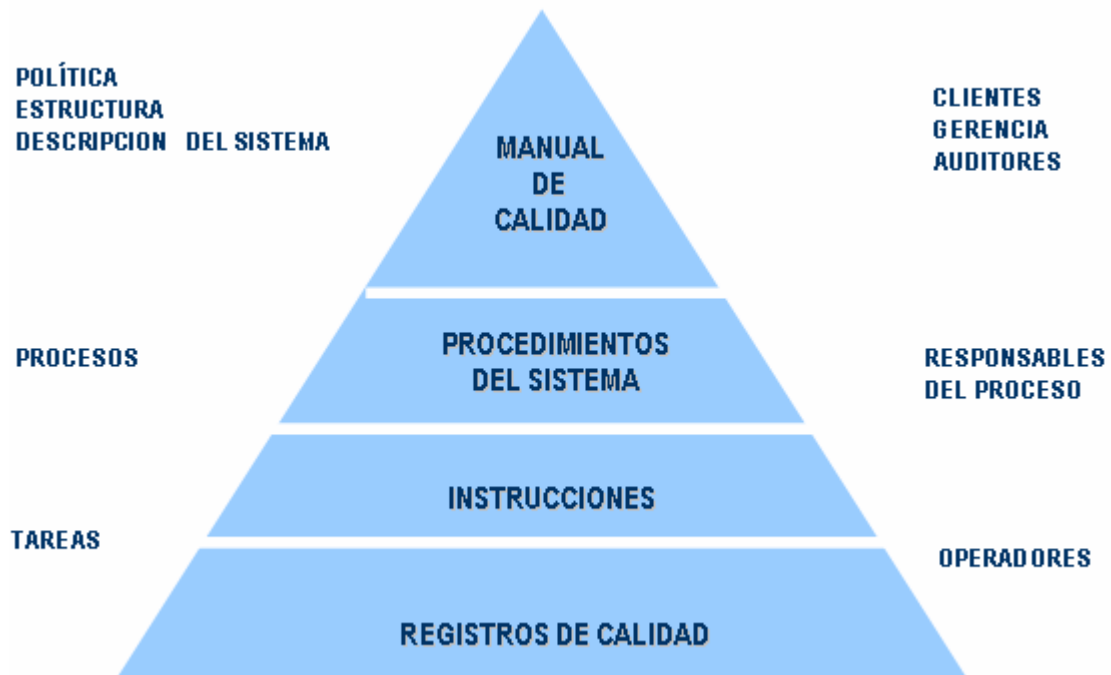 POLÍTICA
ESTRUCTURA
DESCRIPCION DEL SISTEMA
MANUAL
DE
CALIDAD
CLIENTES
GERENCIA
AUDITORES
PROCESOS
PROCEDIMIENTOS
DEL SISTEMA
RESPONSABLES
DEL PROCESO
INSTRUCCIONES
TAREAS
OPERADORES
REGISTROS DE CALIDAD